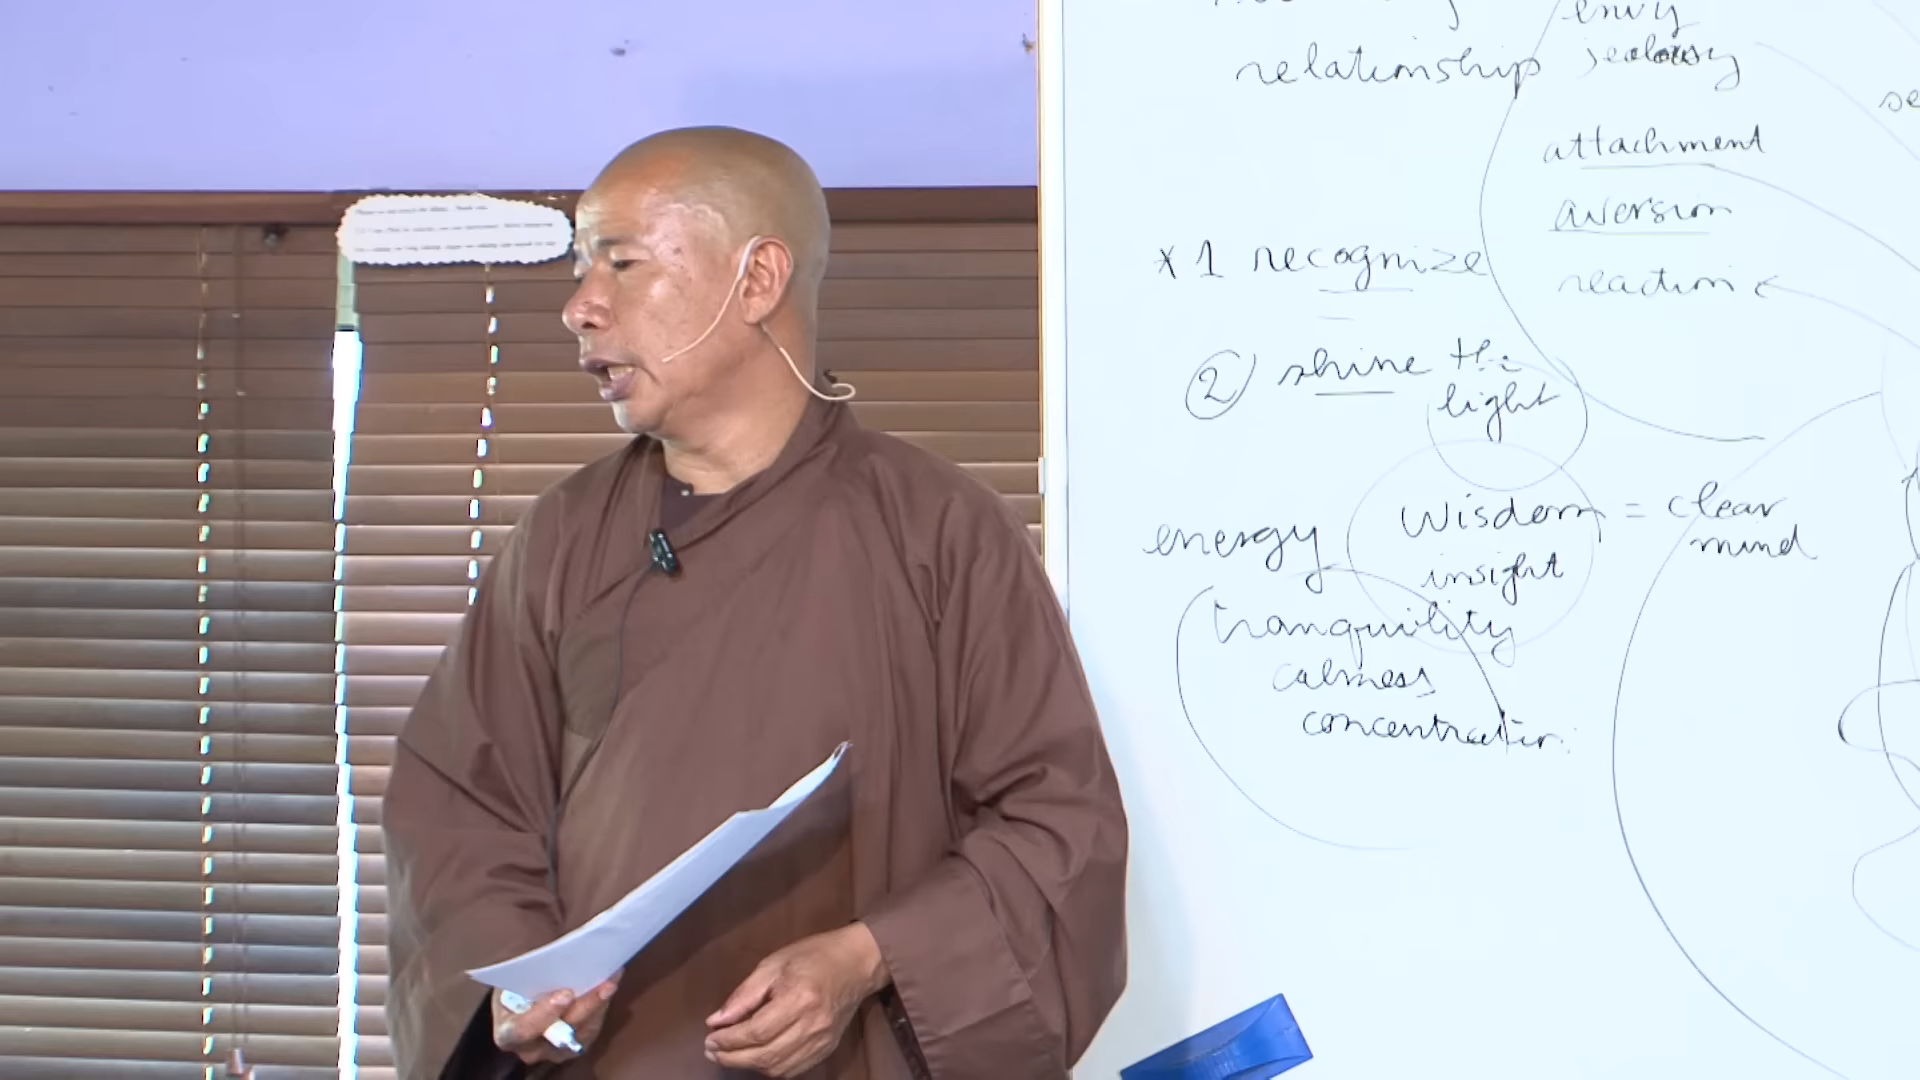 envy
relationship jealousy
attachment
aversion
* 1 recognize
reaction
2 shine the
light
energy wisdom = clear
insight mind
tranquility
calmness
concentration